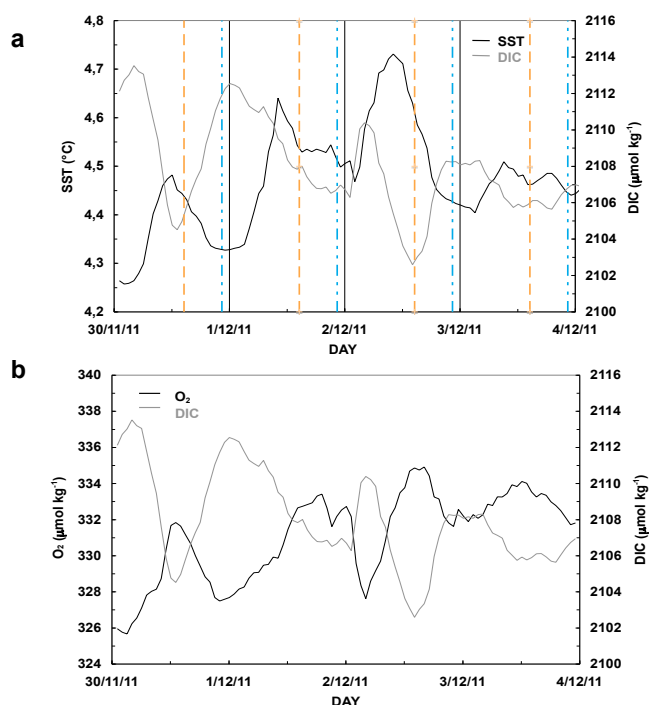 a
4,8
4,7
4,6
4,5
4,4
4,3
4,2
SST (°C)
SST
DIC
2116
2114
2112
2110
2108
2106
2104
2102
2100
DIC (µmol kg⁻¹)
30/11/11 1/12/11 2/12/11 3/12/11 4/12/11
DAY
b
340
336
334
332
330
328
326
324
O₂ (µmol kg⁻¹)
O₂
DIC
2116
2114
2112
2110
2108
2106
2104
2102
2100
DIC (µmol kg⁻¹)
30/11/11 1/12/11 2/12/11 3/12/11 4/12/11
DAY